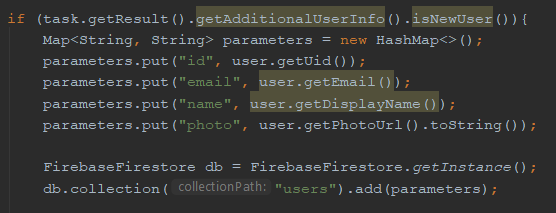 if (task.getResult().getAdditionalUserInfo().isNewUser()){
Map<String, String> parameters = new HashMap<>();
parameters.put("id", user.getUid());
parameters.put("email", user.getEmail());
parameters.put("name", user.getDisplayName());
parameters.put("photo", user.getPhotoUrl().toString());
FirebaseFirestore db = FirebaseFirestore.getInstance();
db.collection( collectionPath: "users").add(parameters);